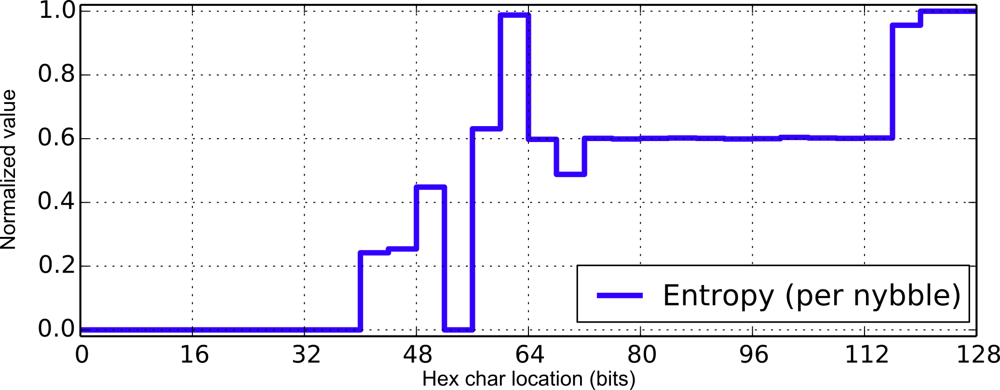 1.0
0.8
0.6
0.4
0.2
0.0
Normalized value
Entropy (per nybble)
0 16 32 48 64 80 96 112 128
Hex char location (bits)